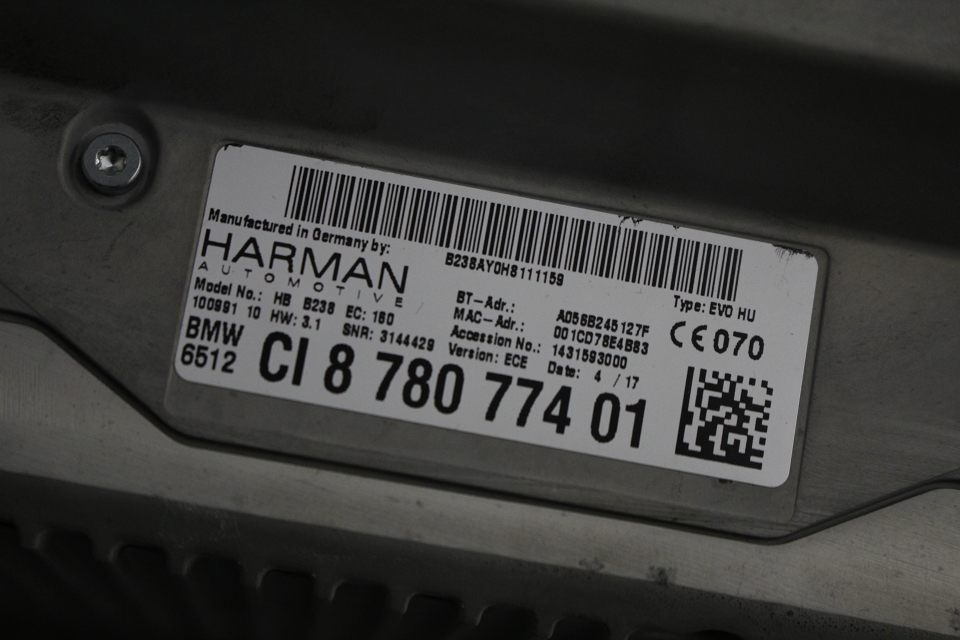 Manufactured in Germany by:
HARMAN
AUTOMOTIVE
B238AY0H8111159
Model No.: HB B238 EC: 160
100991 10 HW: 3.1 SNR: 3144429
BT-Adr.: A056B245127F
MAC-Adr.: 001CD78E4B83
Accession No.: 1431593000
Version: ECE Date: 4 / 17
Type: EVO HU
CE 070
BMW
6512
CI 8 780 774 01